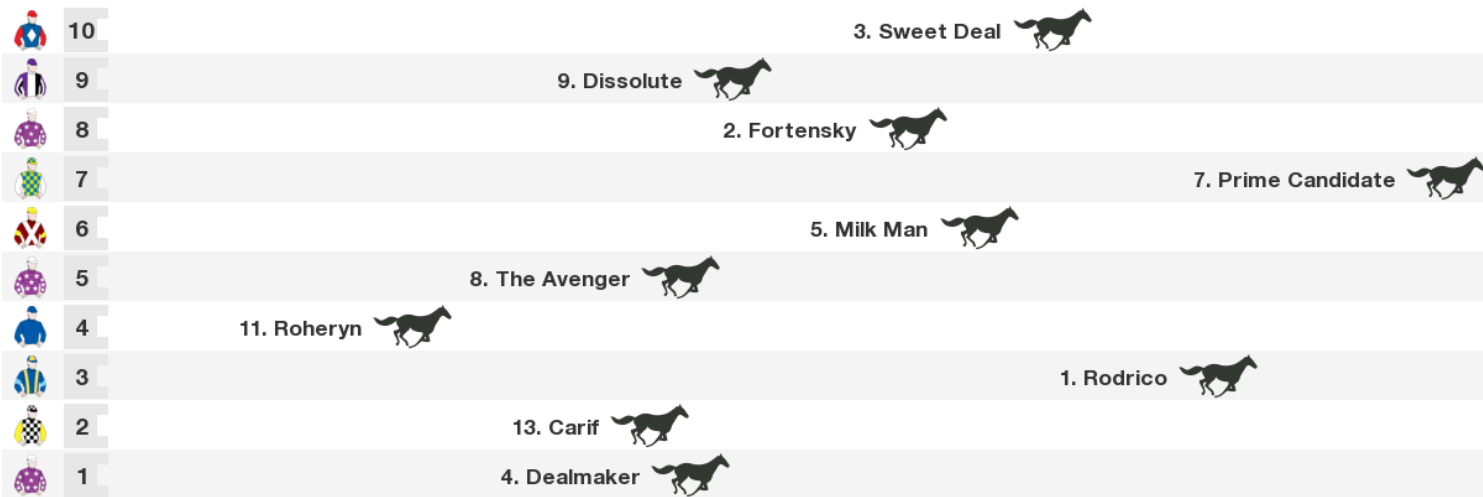 10 3. Sweet Deal
9 9. Dissolute
8 2. Fortensky
7 7. Prime Candidate
6 5. Milk Man
5 8. The Avenger
4 11. Roheryn
3 1. Rodrico
2 13. Carif
1 4. Dealmaker